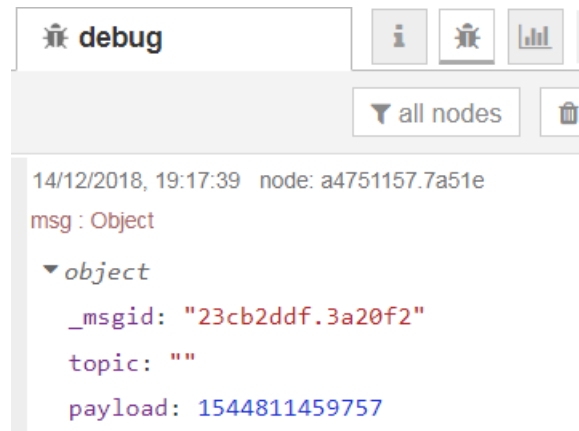 debug
i
all nodes
14/12/2018, 19:17:39 node: a4751157.7a51e
msg : Object
object
_msgid: "23cb2ddf.3a20f2"
topic: ""
payload: 1544811459757